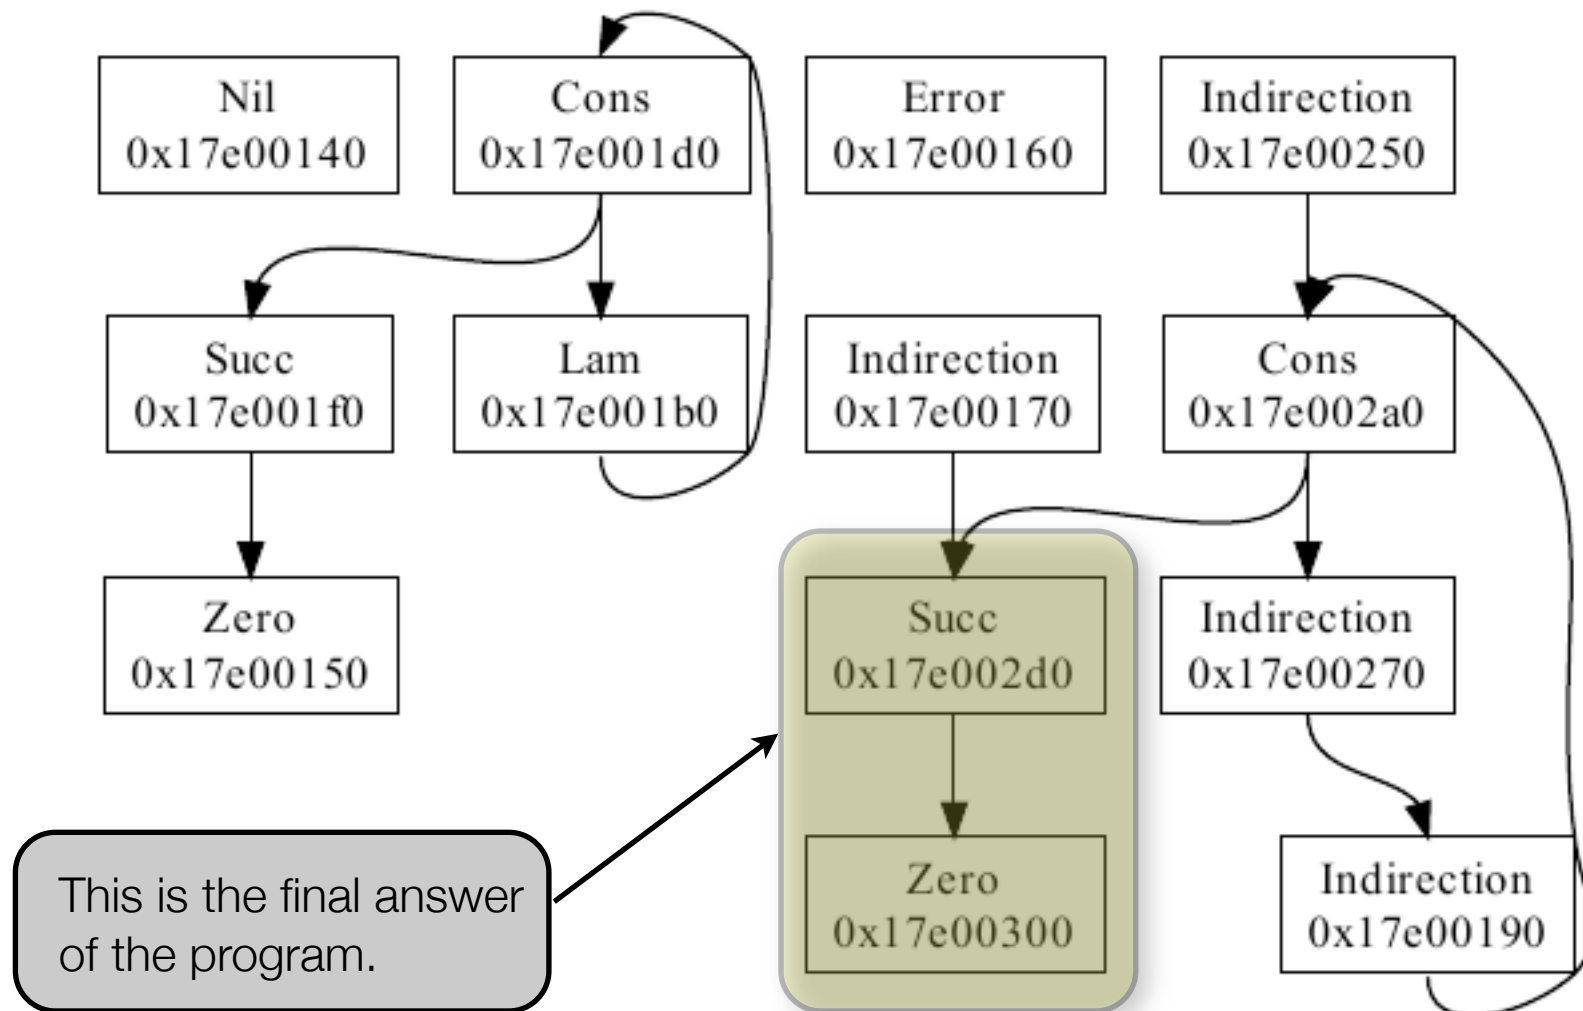 Nil
0x17e00140
Cons
0x17e001d0
Error
0x17e00160
Indirection
0x17e00250
Succ
0x17e001f0
Lam
0x17e001b0
Indirection
0x17e00170
Cons
0x17e002a0
Zero
0x17e00150
Succ
0x17e002d0
Indirection
0x17e00270
This is the final answer
of the program.
Zero
0x17e00300
Indirection
0x17e00190